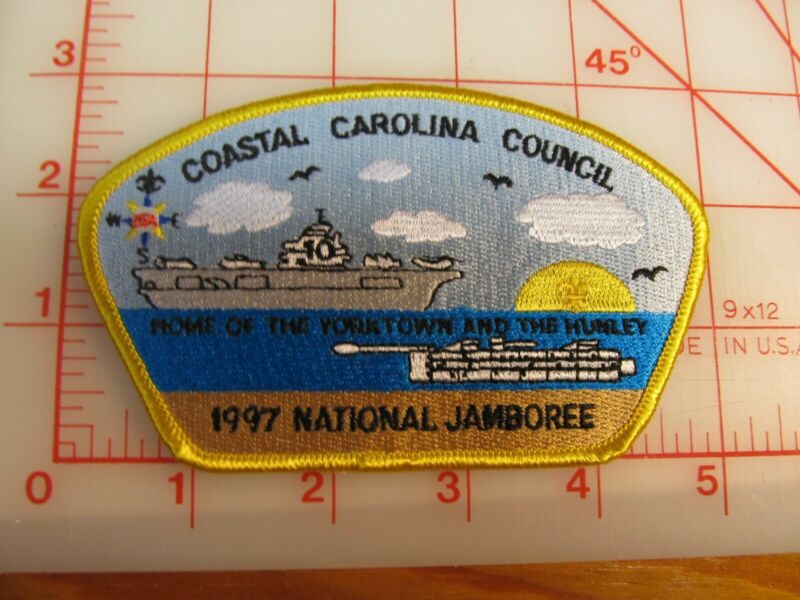 3
45°
COASTAL CAROLINA COUNCIL
2
W E
S
10
1
HOME OF THE YORKTOWN AND THE HUNLEY
9 x 12
DE IN U.S.A
1997 NATIONAL JAMBOREE
0 1 2 3 4 5